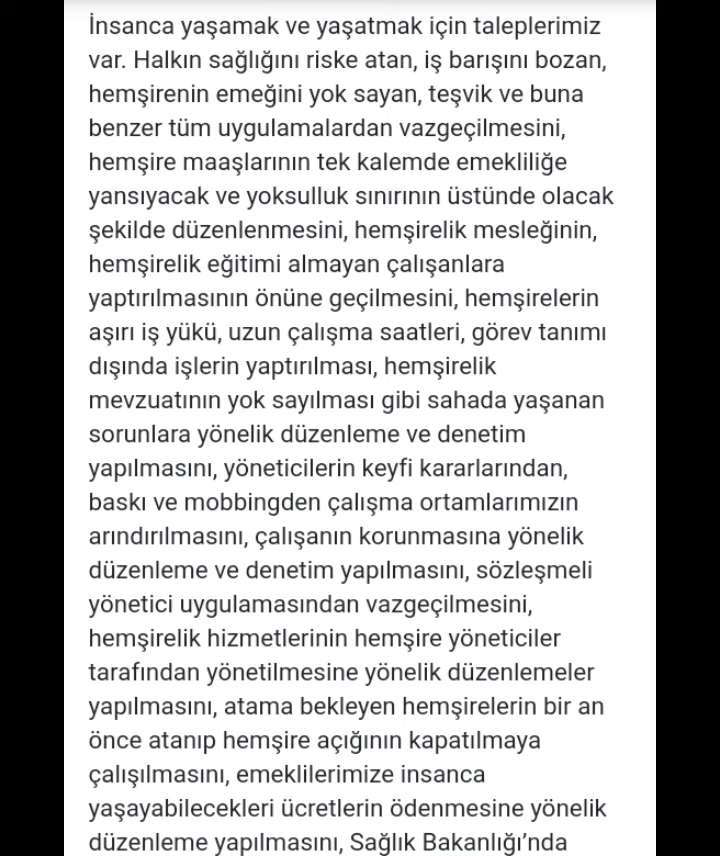 İnsanca yaşamak ve yaşatmak için taleplerimiz
var. Halkın sağlığını riske atan, iş barışını bozan,
hemşirenin emeğini yok sayan, teşvik ve buna
benzer tüm uygulamalardan vazgeçilmesini,
hemşire maaşlarının tek kalemde emekliliğe
yansıyacak ve yoksulluk sınırının üstünde olacak
şekilde düzenlenmesini, hemşirelik mesleğinin,
hemşirelik eğitimi almayan çalışanlara
yaptırılmasının önüne geçilmesini, hemşirelerin
aşırı iş yükü, uzun çalışma saatleri, görev tanımı
dışında işlerin yaptırılması, hemşirelik
mevzuatının yok sayılması gibi sahada yaşanan
sorunlara yönelik düzenleme ve denetim
yapılmasını, yöneticilerin keyfi kararlarından,
baskı ve mobbingden çalışma ortamlarımızın
arındırılmasını, çalışanın korunmasına yönelik
düzenleme ve denetim yapılmasını, sözleşmeli
yönetici uygulamasından vazgeçilmesini,
hemşirelik hizmetlerinin hemşire yöneticiler
tarafından yönetilmesine yönelik düzenlemeler
yapılmasını, atama bekleyen hemşirelerin bir an
önce atanıp hemşire açığının kapatılmaya
çalışılmasını, emeklilerimize insanca
yaşayabilecekleri ücretlerin ödenmesine yönelik
düzenleme yapılmasını, Sağlık Bakanlığı’nda